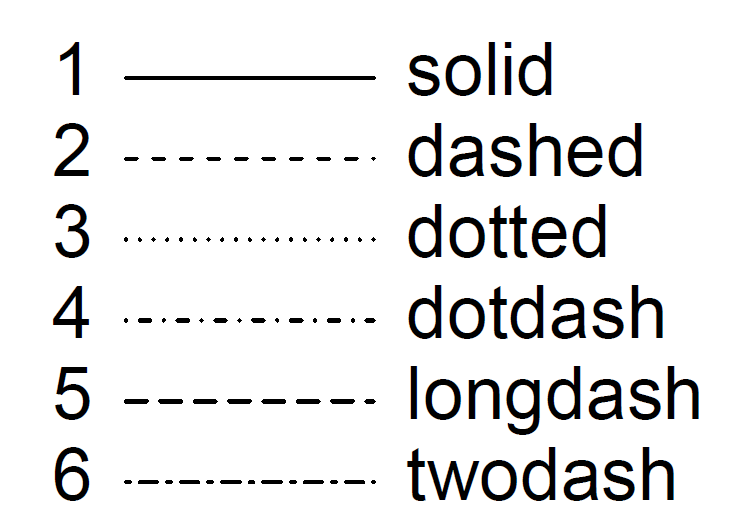 1 solid
2 dashed
3 dotted
4 dotdash
5 longdash
6 twodash